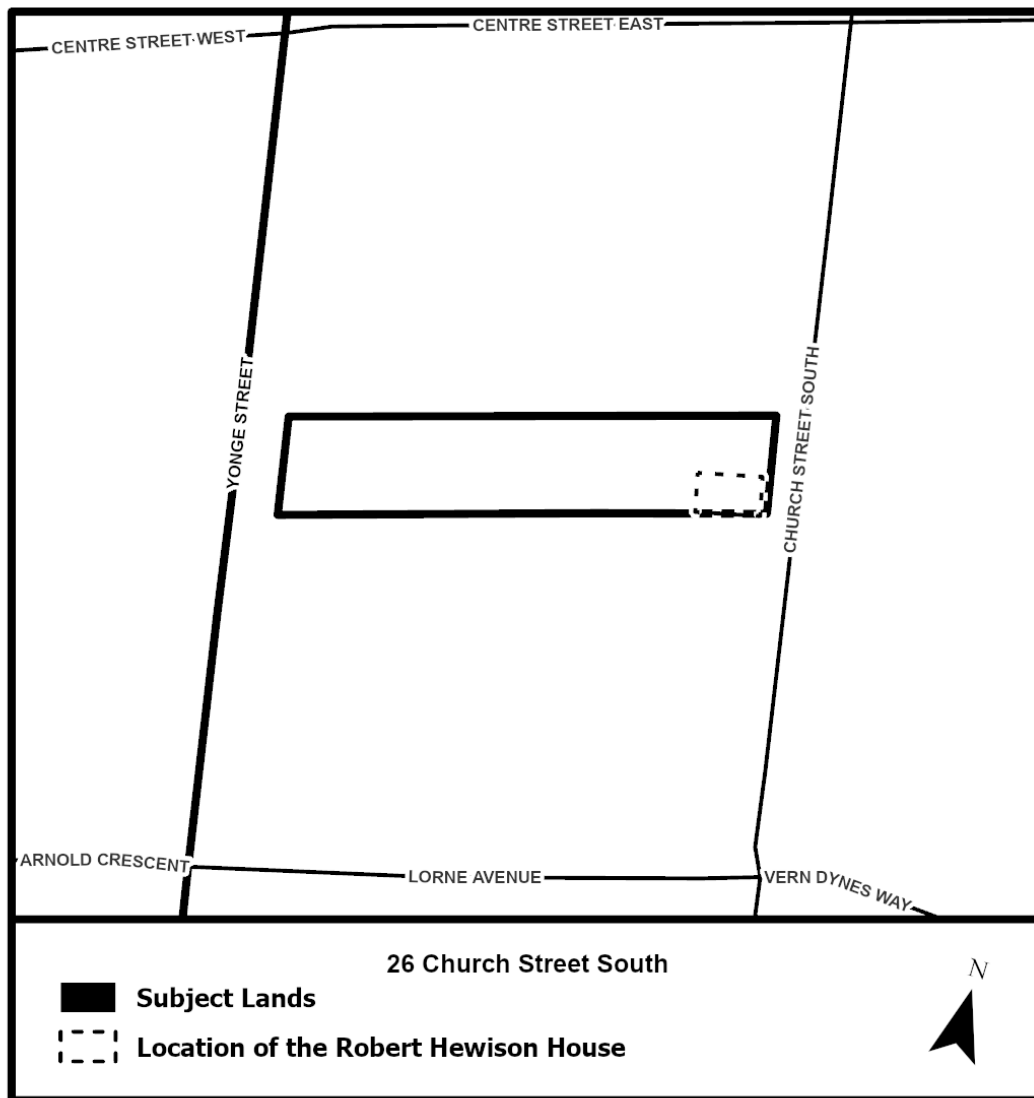 CENTRE STREET WEST
CENTRE STREET EAST
YONGE STREET
CHURCH STREET SOUTH
ARNOLD CRESCENT
LORNE AVENUE
VERN DYNES WAY
26 Church Street South
N
Subject Lands
Location of the Robert Hewison House